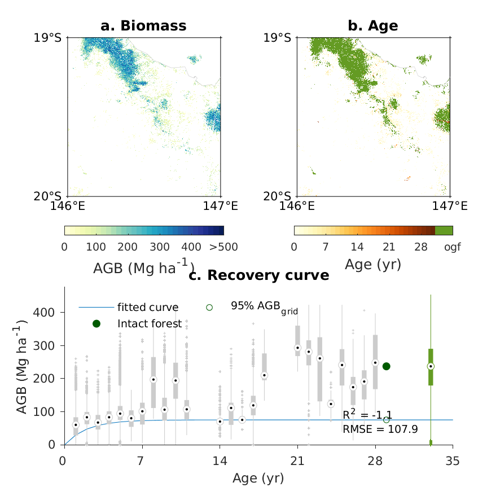 a. Biomass
b. Age
19°S
20°S
146°E
147°E
19°S
20°S
146°E
147°E
0 100 200 300 400 >500
AGB (Mg ha-1)
0 7 14 21 28 ogf
Age (yr)
c. Recovery curve
fitted curve
95% AGBgrid
Intact forest
400
300
200
100
0
AGB (Mg ha-1)
R2 = -1.1
RMSE = 107.9
0 7 14 21 28 35
Age (yr)